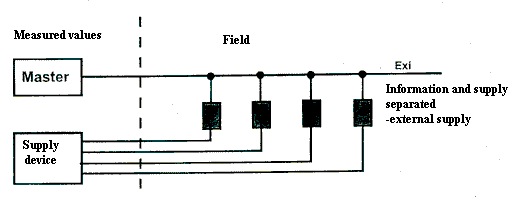 Measured values
Field
Exi
Master
Information and supply
separated
-external supply
Supply
device